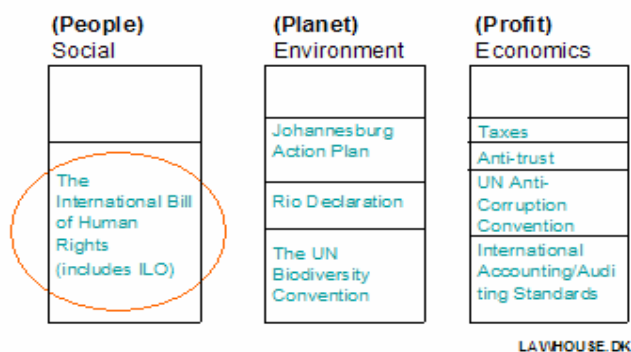 (People)
Social
(Planet)
Environment
(Profit)
Economics
The
International Bill
of Human
Rights
(includes ILO)
Johannesburg
Action Plan
Rio Declaration
The UN
Biodiversity
Convention
Taxes
Anti-trust
UN Anti-
Corruption
Convention
International
Accounting/Audi
ting Standards
LAWHOUSE.DK